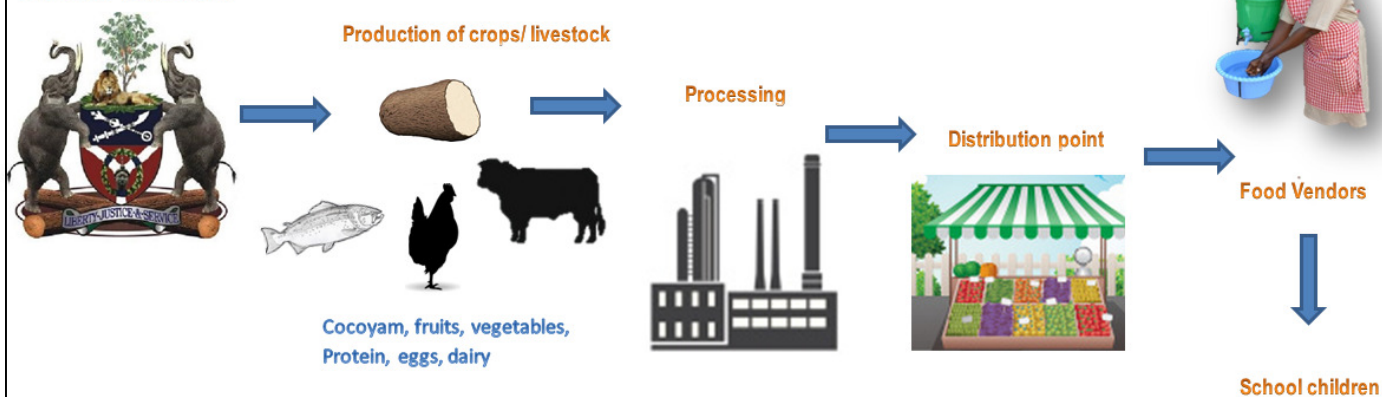 Production of crops/ livestock
Processing
Distribution point
Food Vendors
LIBERTY-JUSTICE-&-SERVICE
Cocoyam, fruits, vegetables,
Protein, eggs, dairy
School children